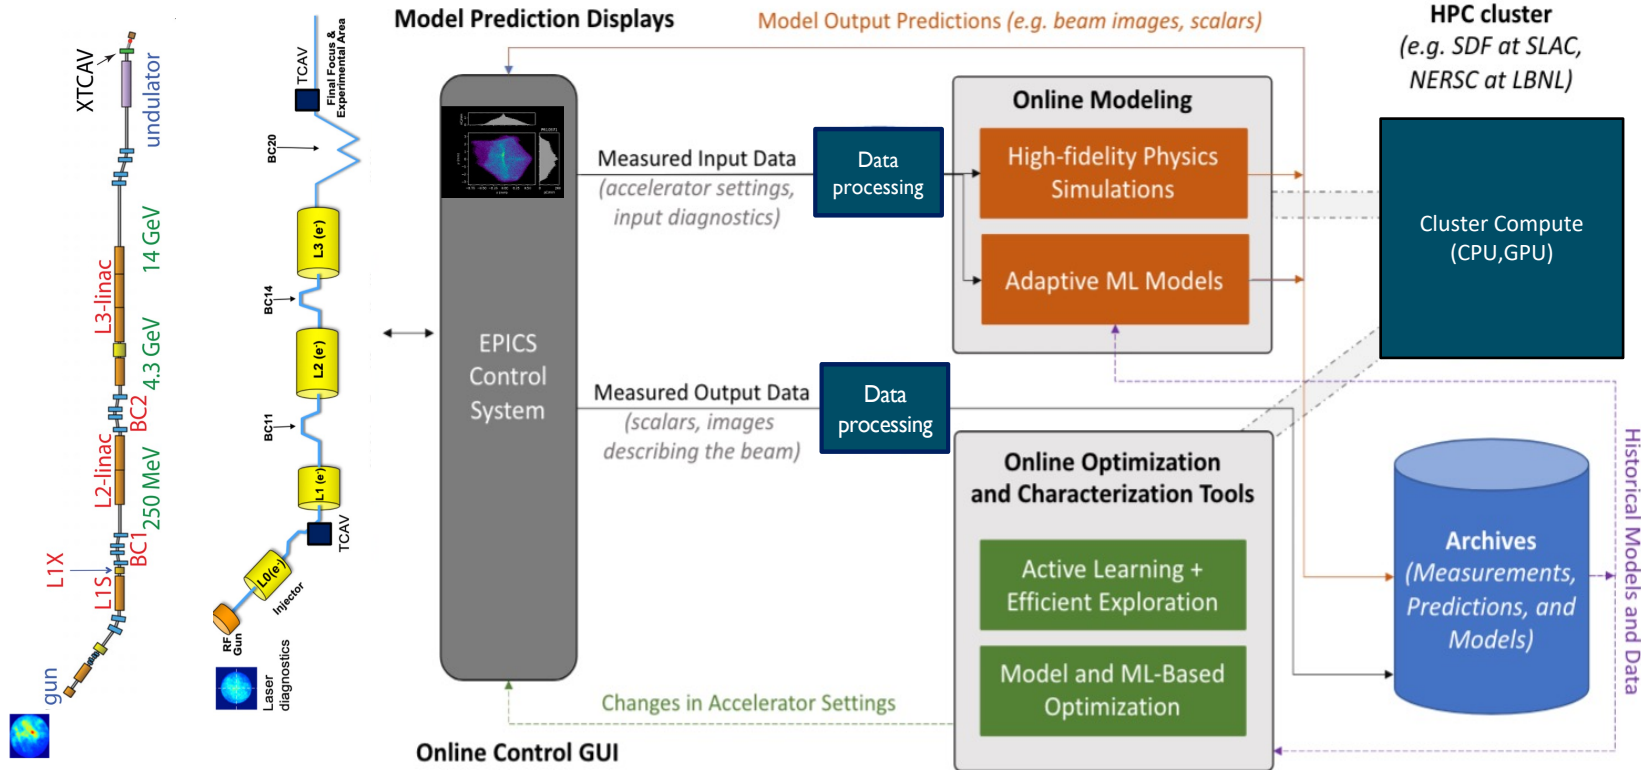 XTCAV
undulator
14 GeV
L3-linac
4.3 GeV
BC2
L2-linac
250 MeV
BC1
L1X
L1S
gun
TCAV
Final Focus &
Experimental Area
BC20
L3 (e-)
BC14
L2 (e-)
BC11
L1 (e-)
TCAV
L0(e-)
Injector
RF
Gun
Laser
diagnostics
Model Prediction Displays
Model Output Predictions (e.g. beam images, scalars)
EPICS
Control
System
Measured Input Data
(accelerator settings,
input diagnostics)
Data
processing
Measured Output Data
(scalars, images
describing the beam)
Data
processing
Online Modeling
High-fidelity Physics
Simulations
Adaptive ML Models
Online Optimization
and Characterization Tools
Active Learning +
Efficient Exploration
Model and ML-Based
Optimization
Changes in Accelerator Settings
Online Control GUI
HPC cluster
(e.g. SDF at SLAC,
NERSC at LBNL)
Cluster Compute
(CPU,GPU)
Archives
(Measurements,
Predictions, and
Models)
Historical Models and Data